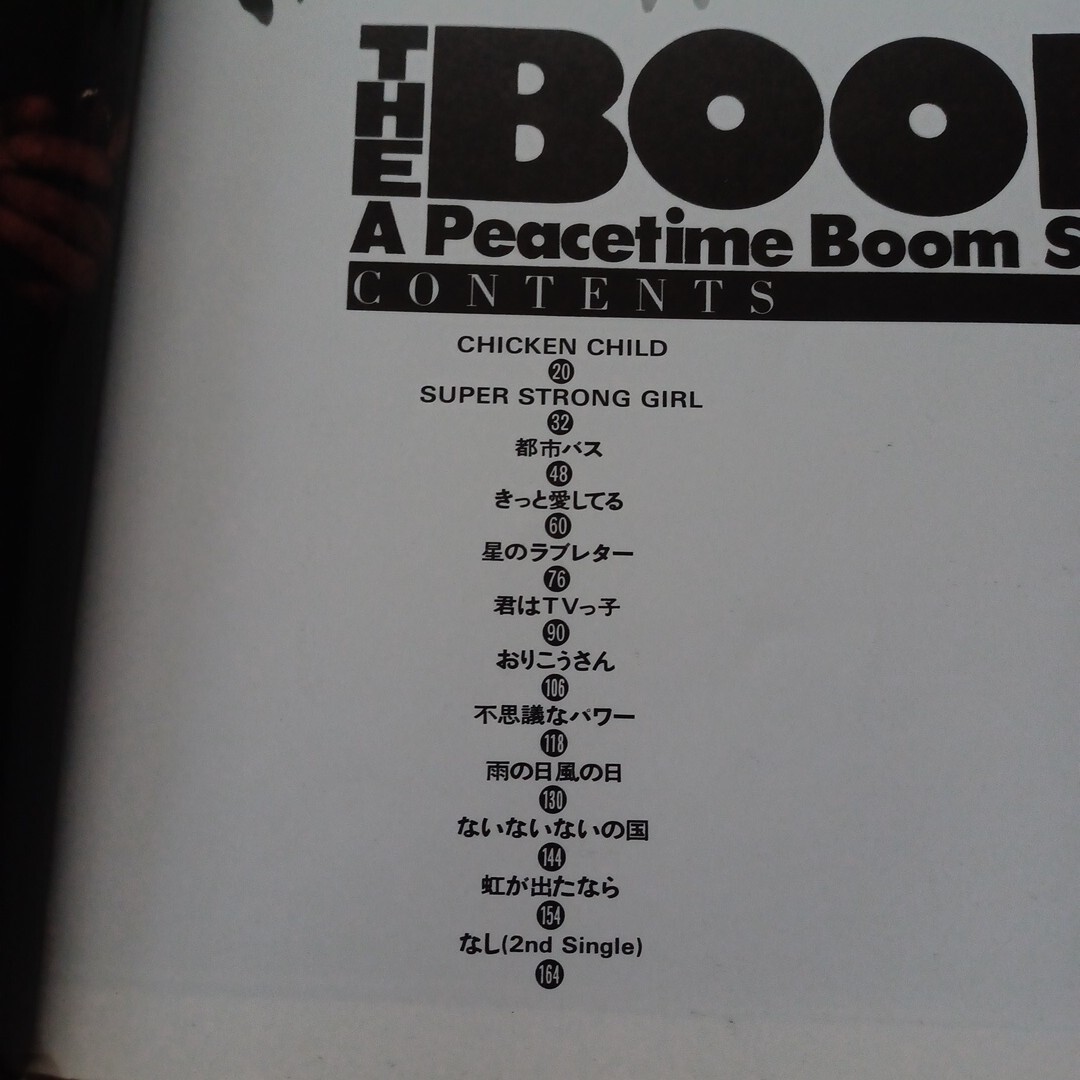 THE BOO
A Peacetime Boom S
CONTENTS
CHICKEN CHILD
20
SUPER STRONG GIRL
32
都市バス
48
きっと愛してる
60
星のラブレター
76
君はTVっ子
90
おりこうさん
106
不思議なパワー
118
雨の日風の日
130
ないないないの国
144
虹が出たなら
154
なし(2nd Single)
164